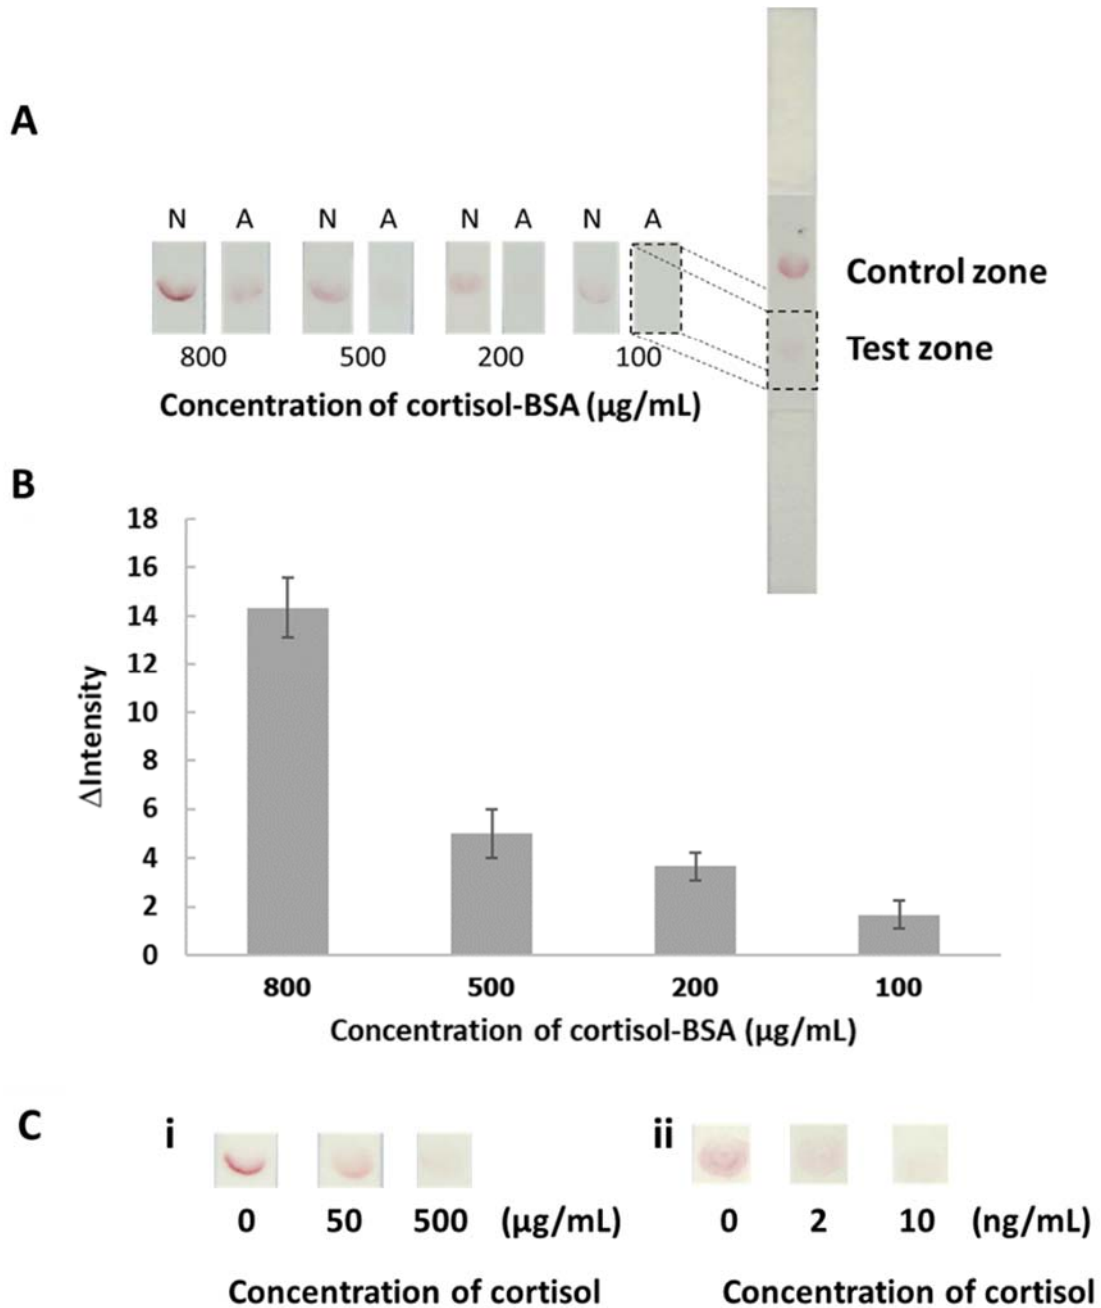 A
N A N A N A
800 500 200 100
Concentration of cortisol-BSA (µg/mL)
Control zone
Test zone
B
18
16
14
12
10
8
6
4
2
0
ΔIntensity
800 500 200 100
Concentration of cortisol-BSA (µg/mL)
C
i
0 50 500 (µg/mL)
Concentration of cortisol
ii
0 2 10 (ng/mL)
Concentration of cortisol